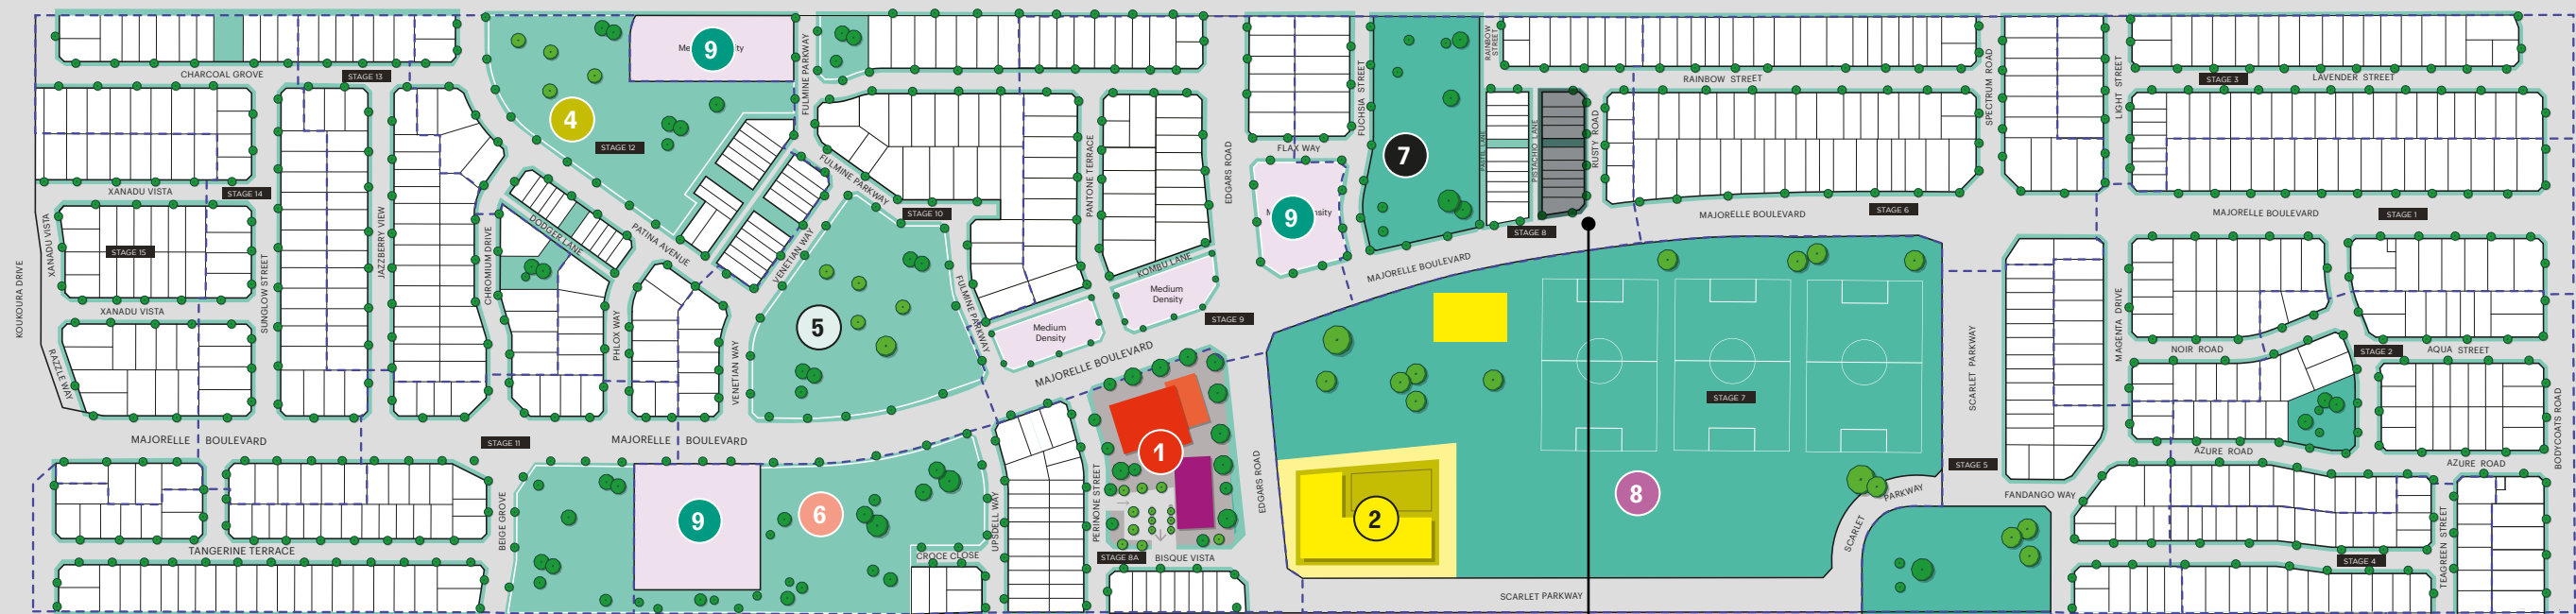 CHARCOAL GROVE
STAGE 13
9
4
STAGE 12
FULMINE PARKWAY
XANADU VISTA
STAGE 14
XANADU VISTA
STAGE 15
XANADU VISTA
KOUKOURA DRIVE
RAZZLE WAY
SUNGLOW STREET
JAZZBERRY VIEW
CHROMIUM DRIVE
DODGER LANE
PATINA AVENUE
PHLOX WAY
VENETIAN WAY
VENETIAN WAY
FULMINE PARKWAY
STAGE 10
5
FULMINE PARKWAY
PANTONE TERRACE
KOMBU LANE
Medium
Density
Medium
Density
STAGE 9
MAJORELLE BOULEVARD
EDGARS ROAD
FLAX WAY
9
FUCHSIA STREET
7
RAINBOW
STREET
RAINBOW STREET
PISTACHIO LANE
RUSTY ROAD
STAGE 8
MAJORELLE BOULEVARD
MAJORELLE BOULEVARD
STAGE 6
SPECTRUM ROAD
LIGHT STREET
STAGE 3
LAVENDER STREET
MAJORELLE BOULEVARD
STAGE 1
MAJORELLE BOULEVARD
STAGE 11
MAJORELLE BOULEVARD
TANGERINE TERRACE
BEIGE GROVE
9
6
CROCE CLOSE
UPSDELL WAY
PERINONE STREET
1
STAGE 8A
BISQUE VISTA
EDGARS ROAD
2
STAGE 7
8
SCARLET PARKWAY
SCARLET
PARKWAY
SCARLET PARKWAY
STAGE 5
FANDANGO WAY
MAGENTA DRIVE
NOIR ROAD
STAGE 2
AQUA STREET
AZURE ROAD
AZURE ROAD
BODYCOATS ROAD
TEAGREEN STREET
STAGE 4